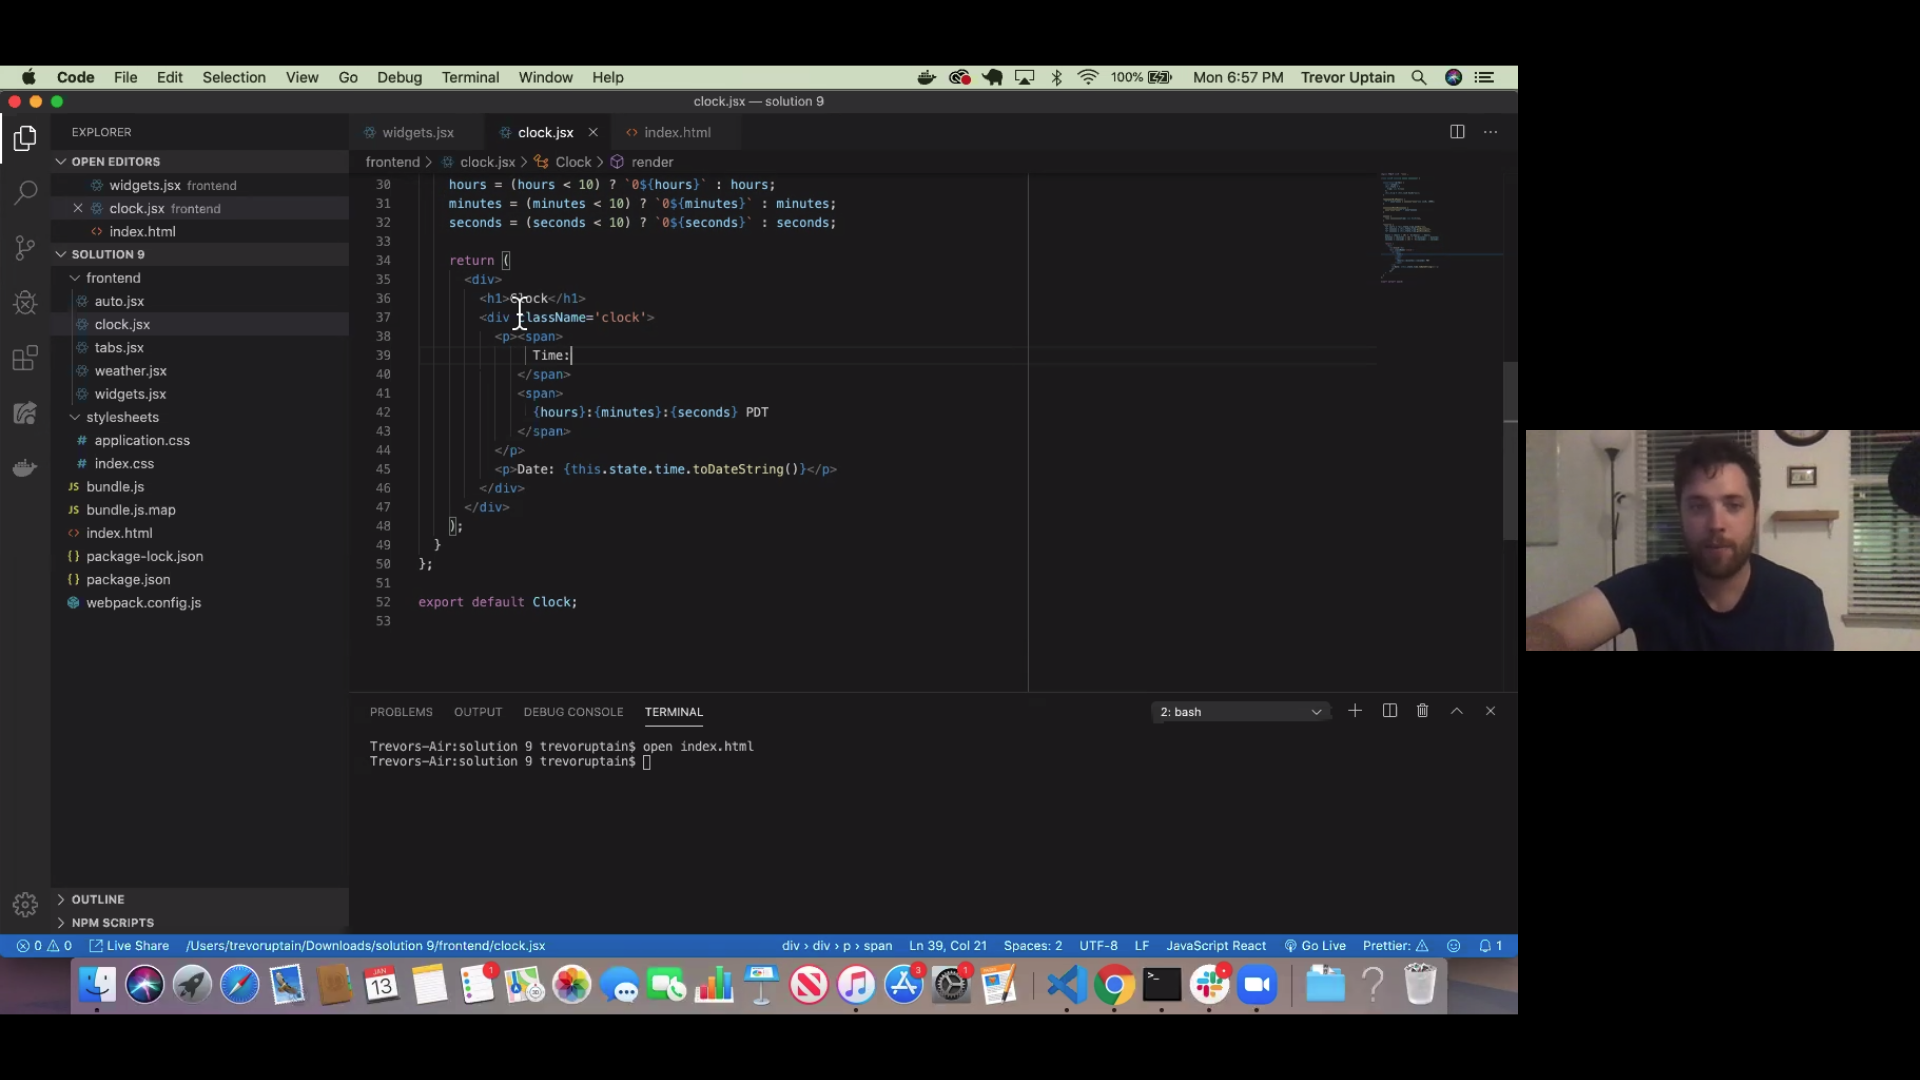 Code File Edit Selection View Go Debug Terminal Window Help 100% Mon 6:57 PM Trevor Uptain
clock.jsx — solution 9
EXPLORER
widgets.jsx clock.jsx index.html
OPEN EDITORS
widgets.jsx frontend
clock.jsx frontend
index.html
SOLUTION 9
frontend
auto.jsx
clock.jsx
tabs.jsx
weather.jsx
widgets.jsx
stylesheets
# application.css
# index.css
JS bundle.js
JS bundle.js.map
<> index.html
{} package-lock.json
{} package.json
webpack.config.js
OUTLINE
NPM SCRIPTS
frontend > clock.jsx > Clock > render
30 hours = (hours < 10) ? `0${hours}` : hours;
31 minutes = (minutes < 10) ? `0${minutes}` : minutes;
32 seconds = (seconds < 10) ? `0${seconds}` : seconds;
33
34 return (
35 <div>
36 <h1>Clock</h1>
37 <div className='clock'>
38 <p><span>
39 Time:
40 </span>
41 <span>
42 {hours}:{minutes}:{seconds} PDT
43 </span>
44 </p>
45 <p>Date: {this.state.time.toDateString()}</p>
46 </div>
47 </div>
48 );
49 }
50 };
51
52 export default Clock;
53
PROBLEMS OUTPUT DEBUG CONSOLE TERMINAL 2: bash
Trevors-Air:solution 9 trevoruptain$ open index.html
Trevors-Air:solution 9 trevoruptain$
0 0 Live Share /Users/trevoruptain/Downloads/solution 9/frontend/clock.jsx div > div > p > span Ln 39, Col 21 Spaces: 2 UTF-8 LF JavaScript React Go Live Prettier: 1
JAN
13
1
3
1